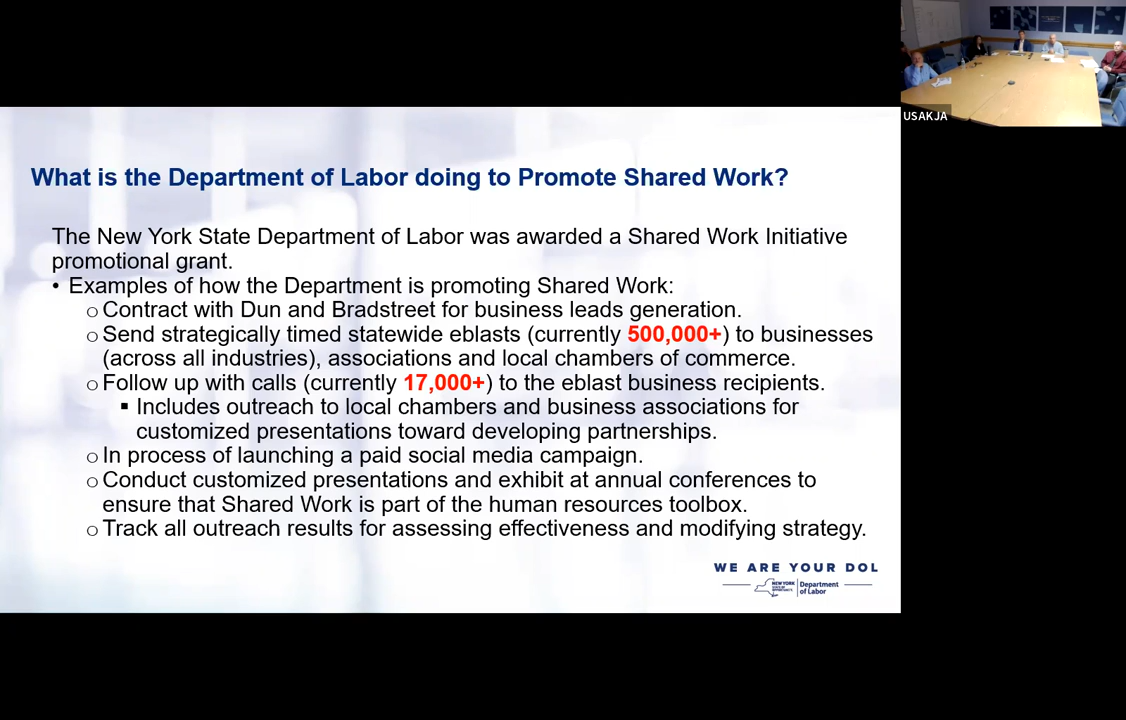 USAKJA
What is the Department of Labor doing to Promote Shared Work?
The New York State Department of Labor was awarded a Shared Work Initiative
promotional grant.
• Examples of how the Department is promoting Shared Work:
○ Contract with Dun and Bradstreet for business leads generation.
○ Send strategically timed statewide eblasts (currently 500,000+) to businesses
(across all industries), associations and local chambers of commerce.
○ Follow up with calls (currently 17,000+) to the eblast business recipients.
▪ Includes outreach to local chambers and business associations for
customized presentations toward developing partnerships.
○ In process of launching a paid social media campaign.
○ Conduct customized presentations and exhibit at annual conferences to
ensure that Shared Work is part of the human resources toolbox.
○ Track all outreach results for assessing effectiveness and modifying strategy.
WE ARE YOUR DOL
NEW YORK
STATE OF
OPPORTUNITY.
Department
of Labor